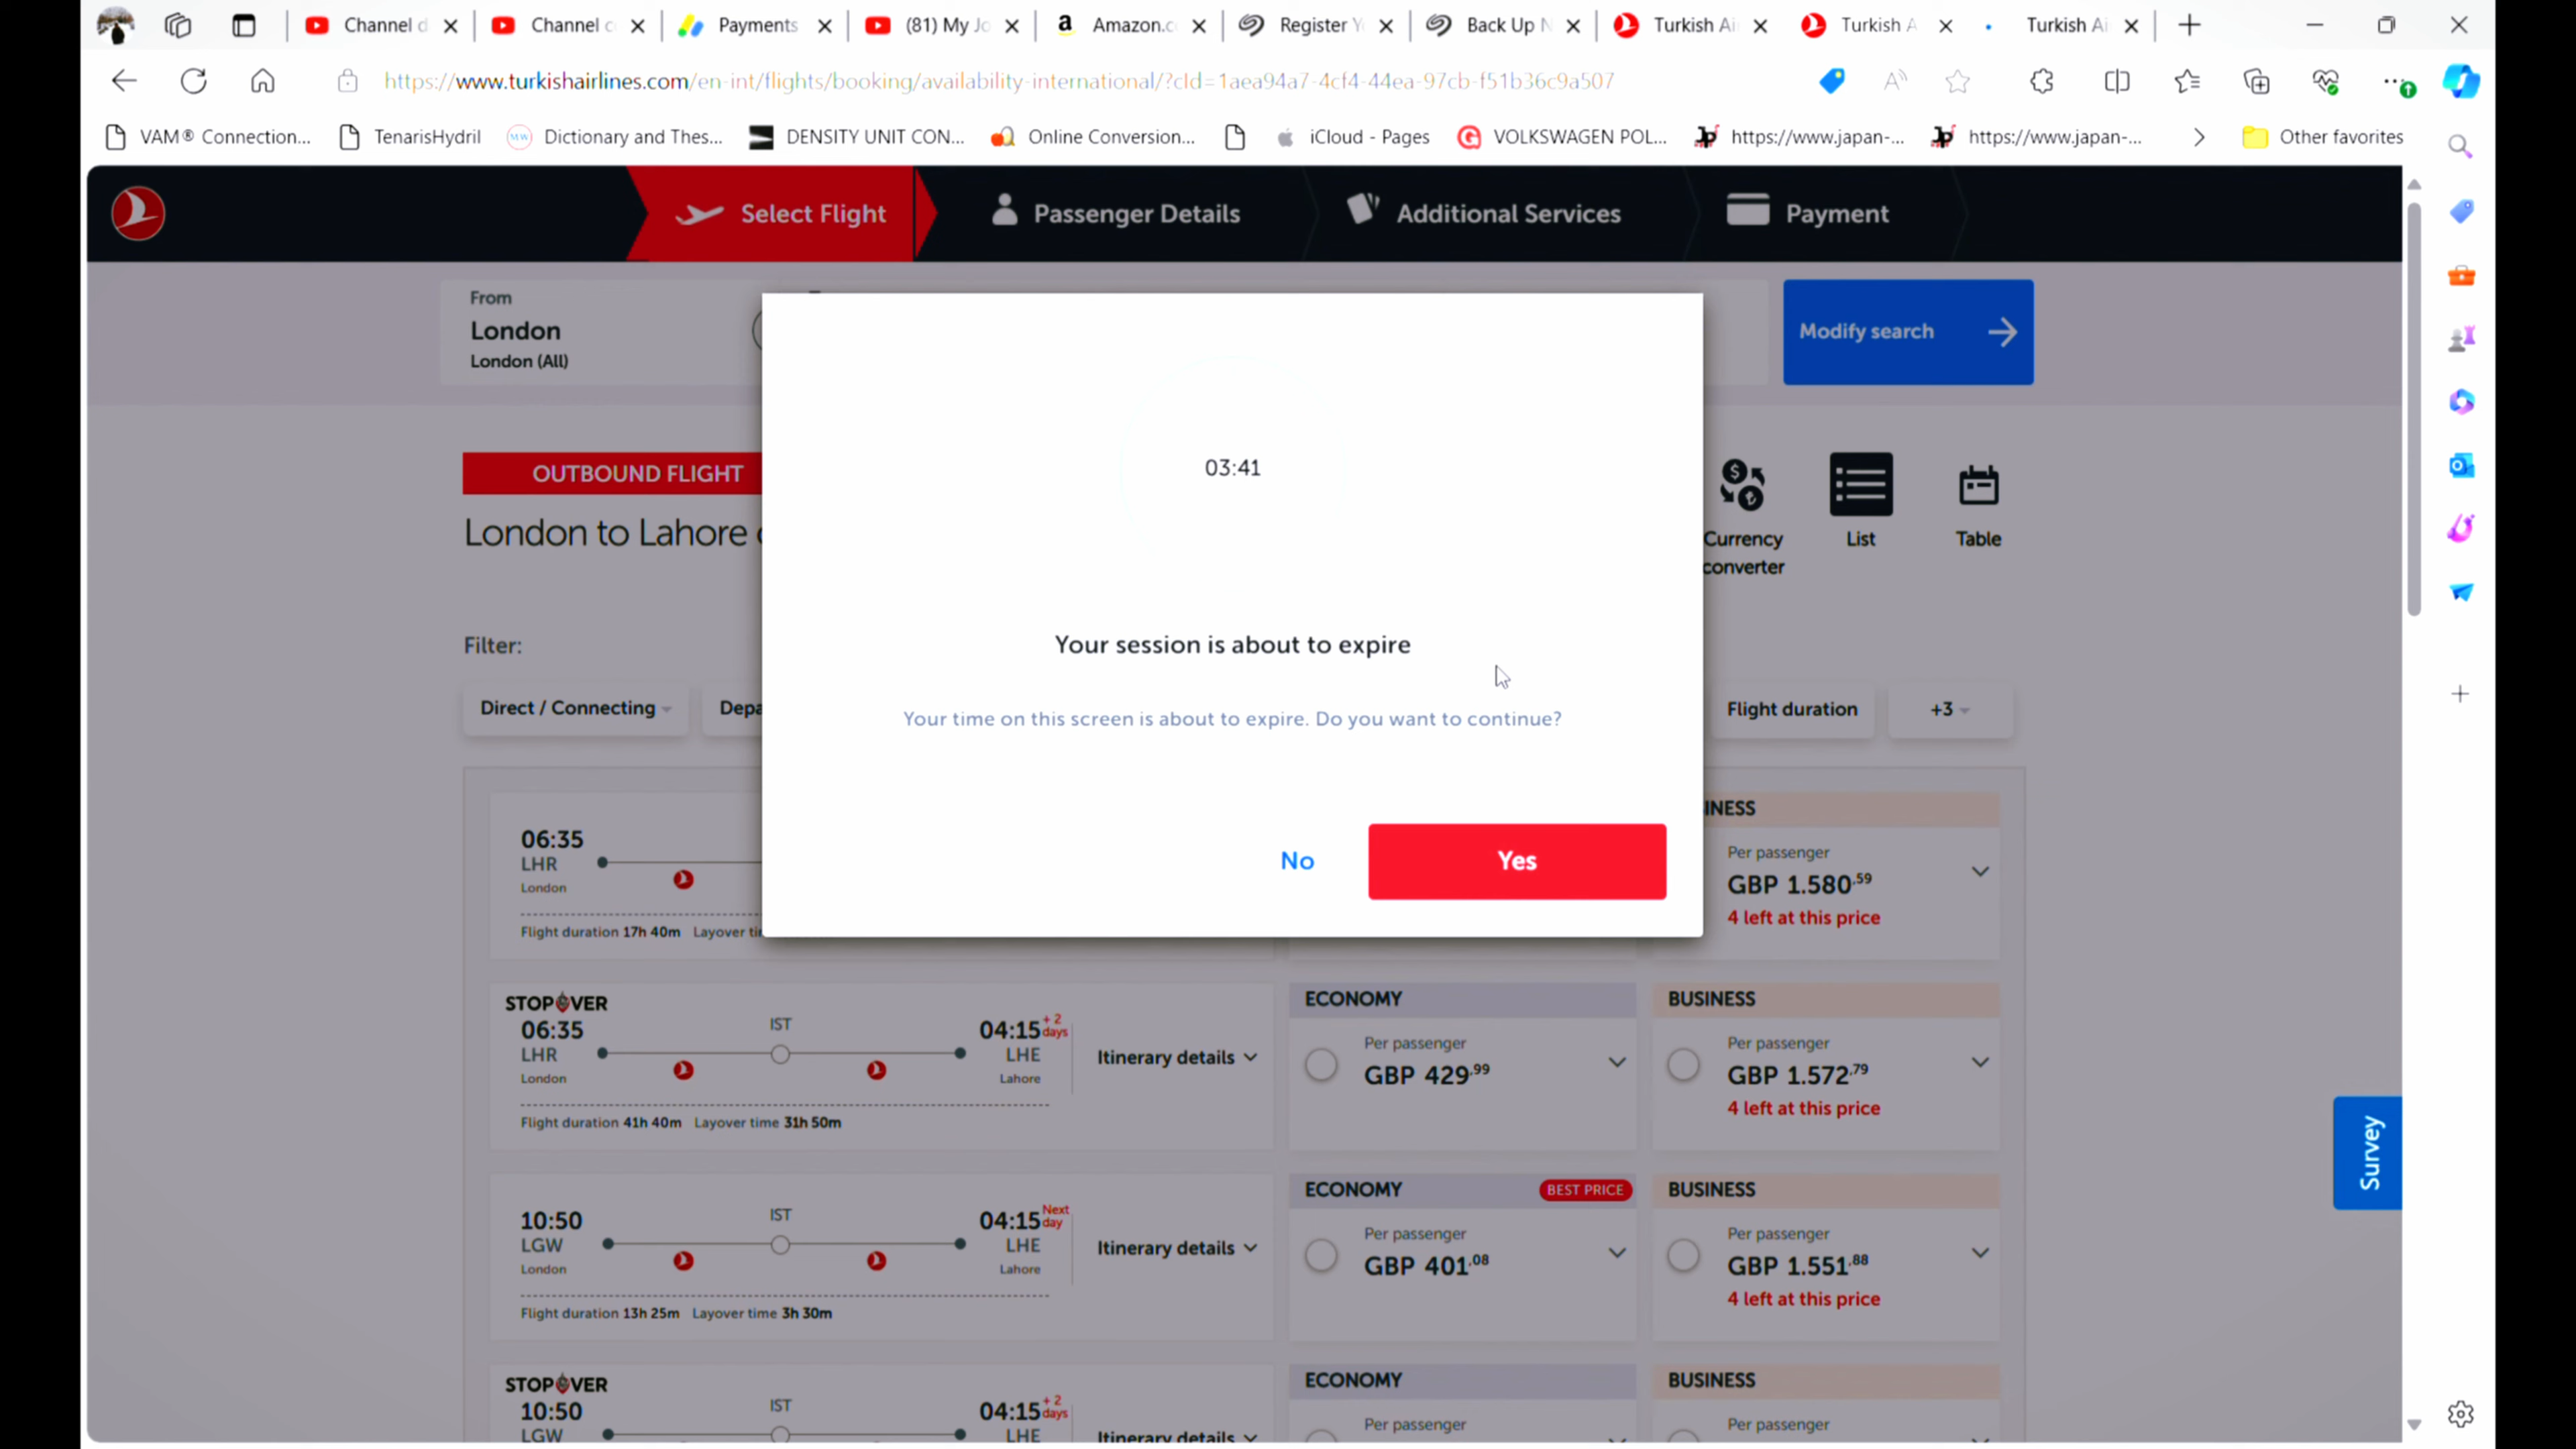 Channel d
Channel c
Payments
(81) My Jo
Amazon.c
Register Y
Back Up N
Turkish Ai
Turkish A
Turkish Ai
https://www.turkishairlines.com/en-int/flights/booking/availability-international/?cId=1aea94a7-4cf4-44ea-97cb-f51b36c9a507
VAM® Connection...
TenarisHydril
Dictionary and Thes...
DENSITY UNIT CON...
Online Conversion...
iCloud - Pages
VOLKSWAGEN POL...
https://www.japan-...
https://www.japan-...
Other favorites
Select Flight
Passenger Details
Additional Services
Payment
From
London
London (All)
Modify search
OUTBOUND FLIGHT
London to Lahore
Currency converter
List
Table
03:41
Your session is about to expire
Your time on this screen is about to expire. Do you want to continue?
No
Yes
Filter:
Direct / Connecting
Depa
Flight duration
+3
06:35
LHR
London
Flight duration 17h 40m Layover ti
INESS
Per passenger
GBP 1.580.59
4 left at this price
STOPOVER
06:35
LHR
London
IST
04:15 + 2 days
LHE
Lahore
Itinerary details
Flight duration 41h 40m Layover time 31h 50m
ECONOMY
Per passenger
GBP 429.99
BUSINESS
Per passenger
GBP 1.572.79
4 left at this price
10:50
LGW
London
IST
04:15 Next day
LHE
Lahore
Itinerary details
Flight duration 13h 25m Layover time 3h 30m
ECONOMY
BEST PRICE
Per passenger
GBP 401.08
BUSINESS
Per passenger
GBP 1.551.88
4 left at this price
STOPOVER
10:50
LGW
IST
04:15 + 2 days
LHE
Itinerary details
ECONOMY
Per passenger
BUSINESS
Per passenger
Survey